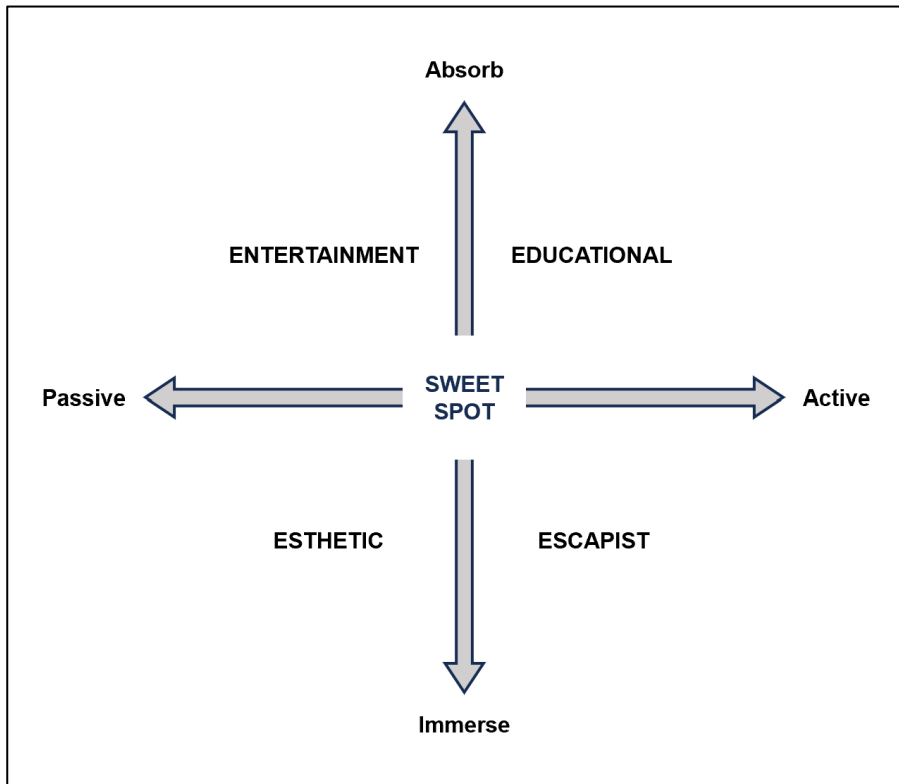 Absorb
ENTERTAINMENT
EDUCATIONAL
Passive
SWEET
SPOT
Active
ESTHETIC
ESCAPIST
Immerse